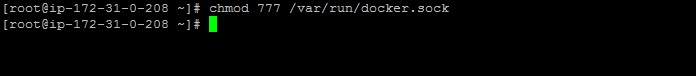 [root@ip-172-31-0-208 ~]# chmod 777 /var/run/docker.sock
[root@ip-172-31-0-208 ~]#